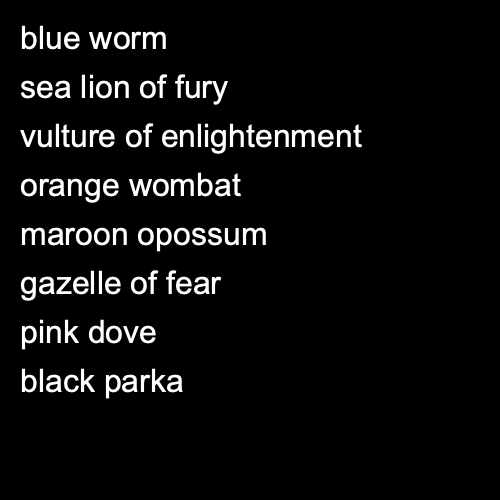 blue worm
sea lion of fury
vulture of enlightenment
orange wombat
maroon opossum
gazelle of fear
pink dove
black parka